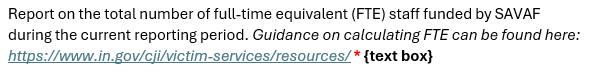 Report on the total number of full-time equivalent (FTE) staff funded by SAVAF
during the current reporting period. Guidance on calculating FTE can be found here:
https://www.in.gov/cji/victim-services/resources/ * {text box}